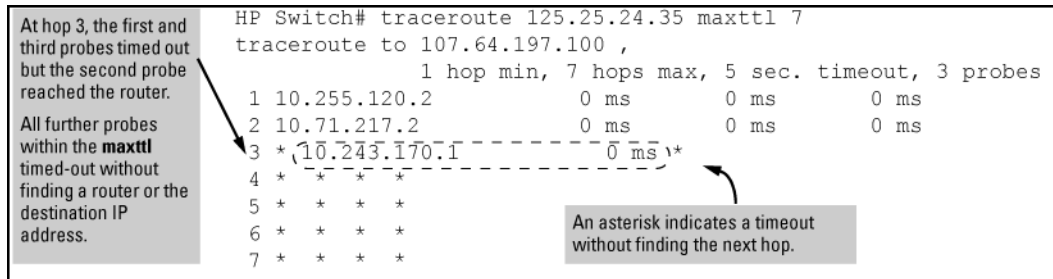 At hop 3, the first and
third probes timed out
but the second probe
reached the router.
All further probes
within the maxttl
timed-out without
finding a router or the
destination IP
address.
HP Switch# traceroute 125.25.24.35 maxttl 7
traceroute to 107.64.197.100 ,
1 hop min, 7 hops max, 5 sec. timeout, 3 probes
1 10.255.120.2 0 ms 0 ms 0 ms
2 10.71.217.2 0 ms 0 ms 0 ms
3 * 10.243.170.1 0 ms *
4 * * * *
5 * * * *
6 * * * *
7 * * * *
An asterisk indicates a timeout
without finding the next hop.